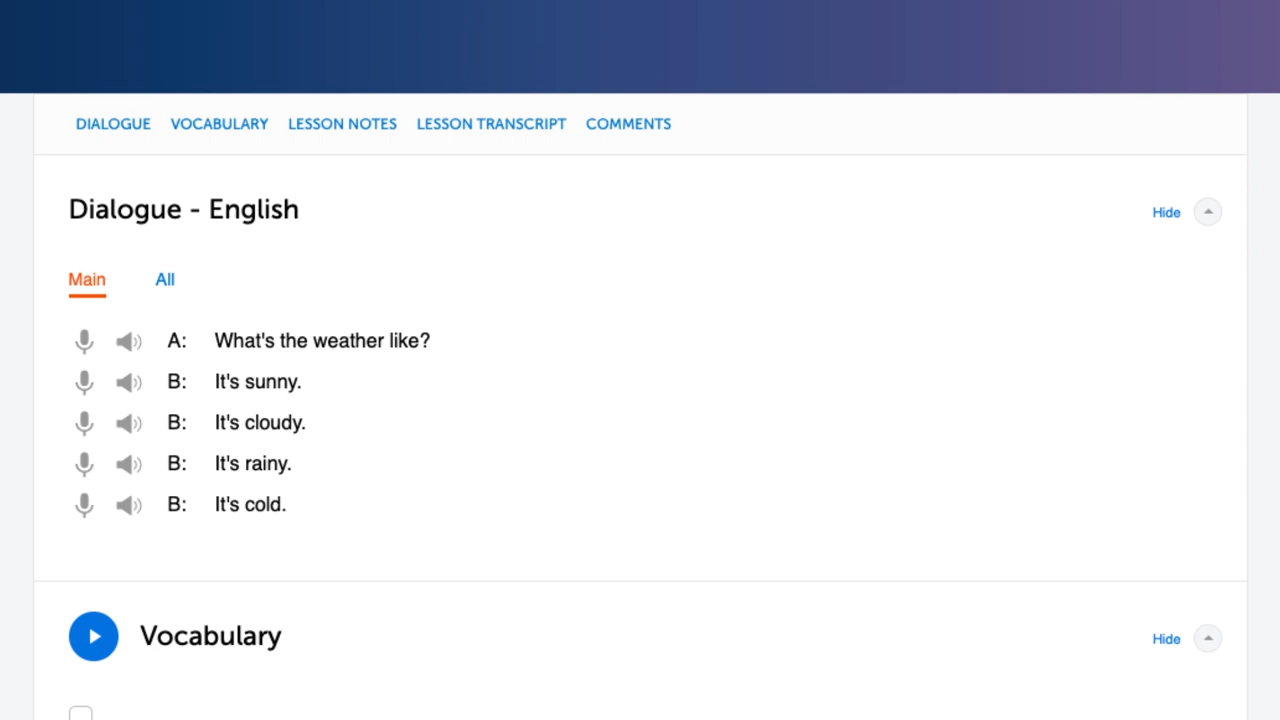 DIALOGUE VOCABULARY LESSON NOTES LESSON TRANSCRIPT COMMENTS
Dialogue - English
Hide
Main All
A: What's the weather like?
B: It's sunny.
B: It's cloudy.
B: It's rainy.
B: It's cold.
Vocabulary
Hide